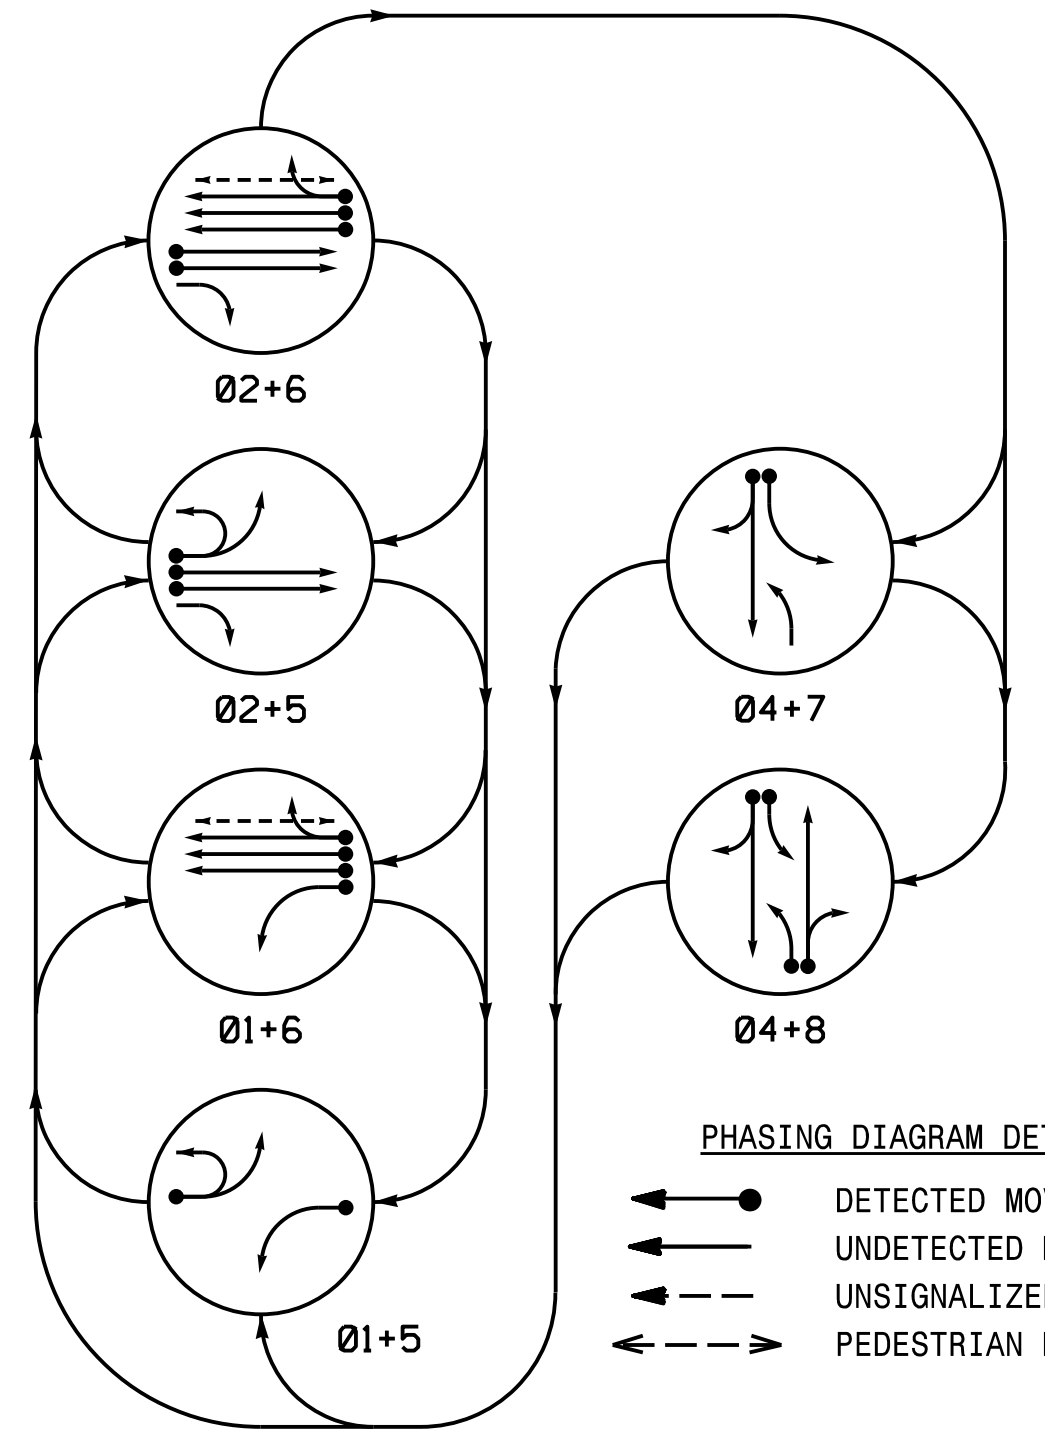 Ø2+6
Ø2+5
Ø4+7
Ø1+6
Ø4+8
Ø1+5
PHASING DIAGRAM DET
DETECTED MO
UNDETECTED
UNSIGNALIZE
PEDESTRIAN